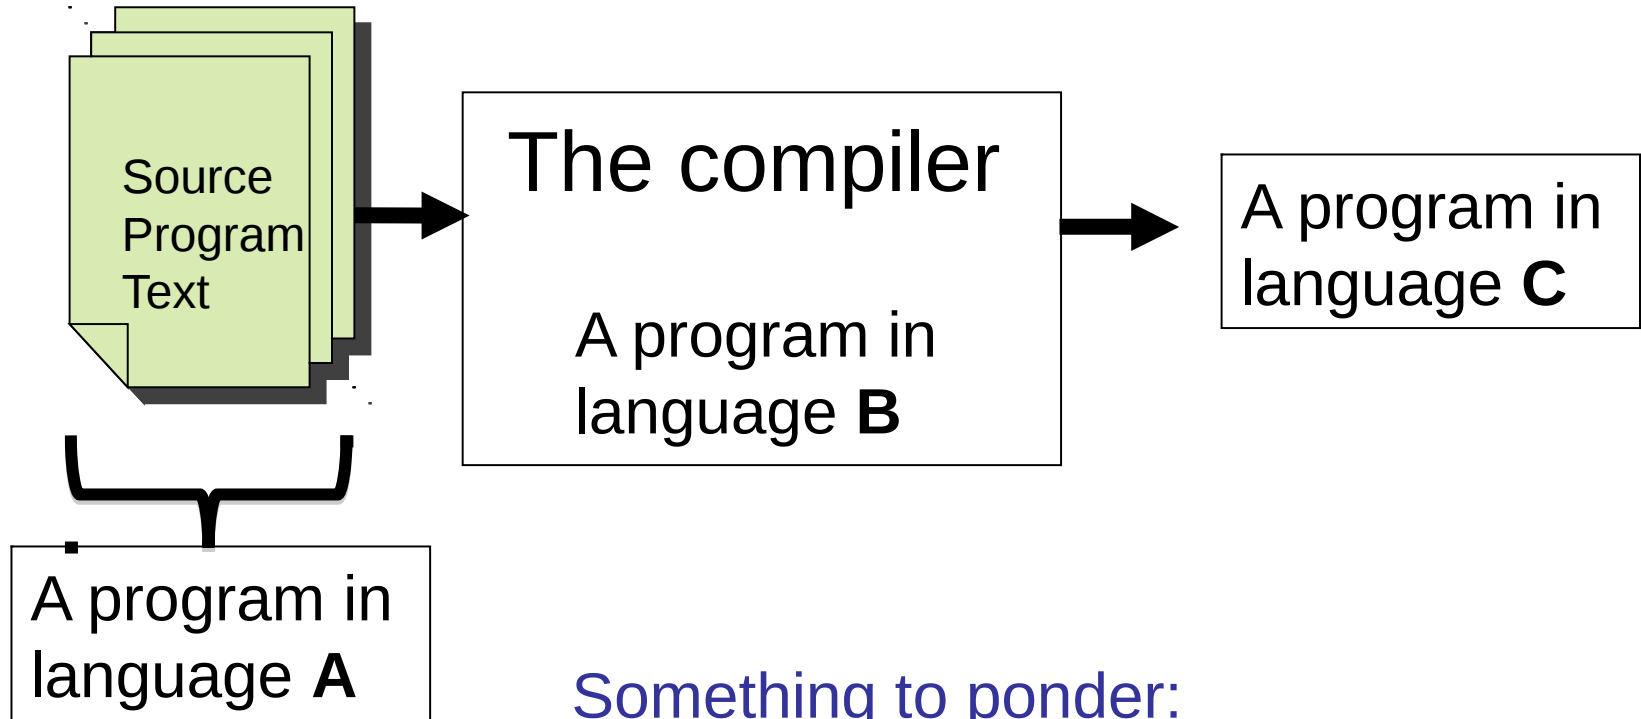 Source
Program
Text
The compiler
A program in
language B
A program in
language C
A program in
language A
Something to ponder: